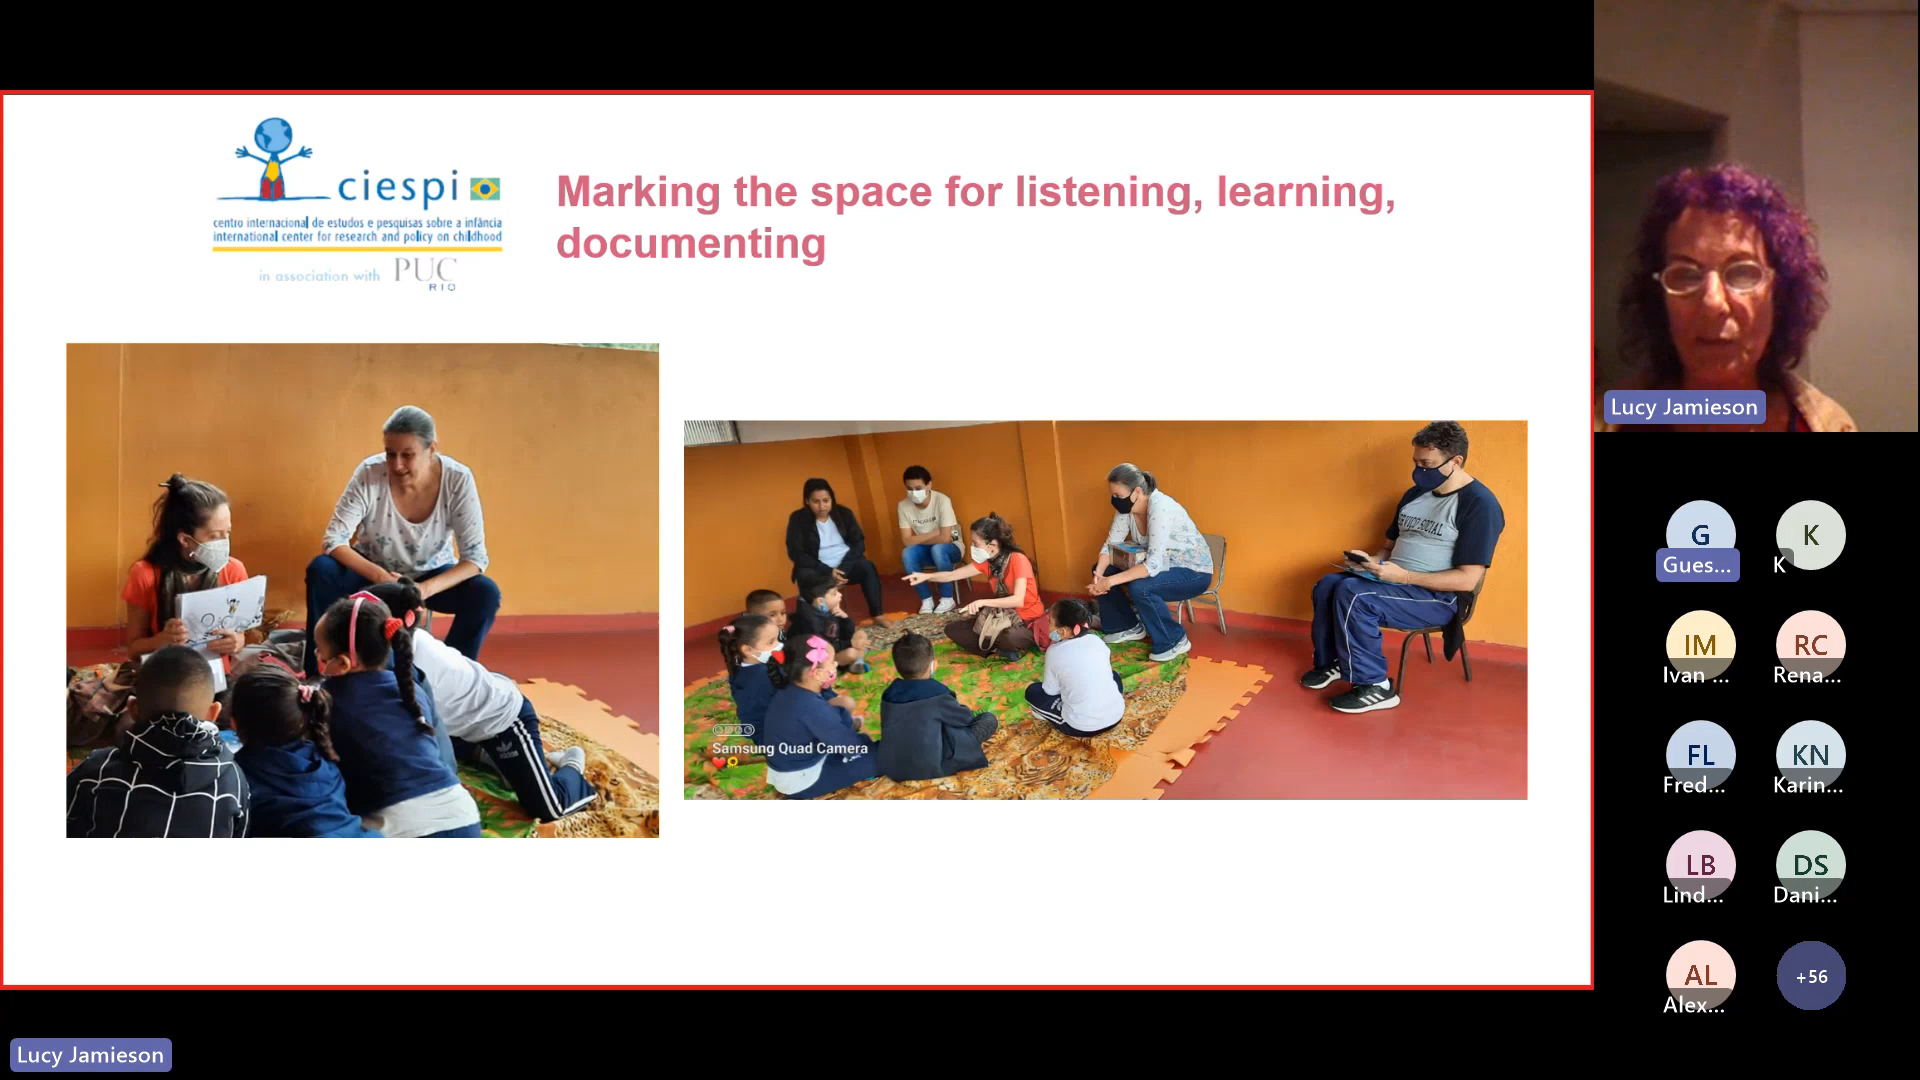 ciespi
centro internacional de estudos e pesquisas sobre a infância
international center for research and policy on childhood
in association with PUC
RIO
Marking the space for listening, learning,
documenting
SERVIÇO SOCIAL
Samsung Quad Camera
Lucy Jamieson
G
Gues...
K
K
IM
Ivan ...
RC
Rena...
FL
Fred...
KN
Karin...
LB
Lind...
DS
Dani...
AL
Alex...
+56
Lucy Jamieson